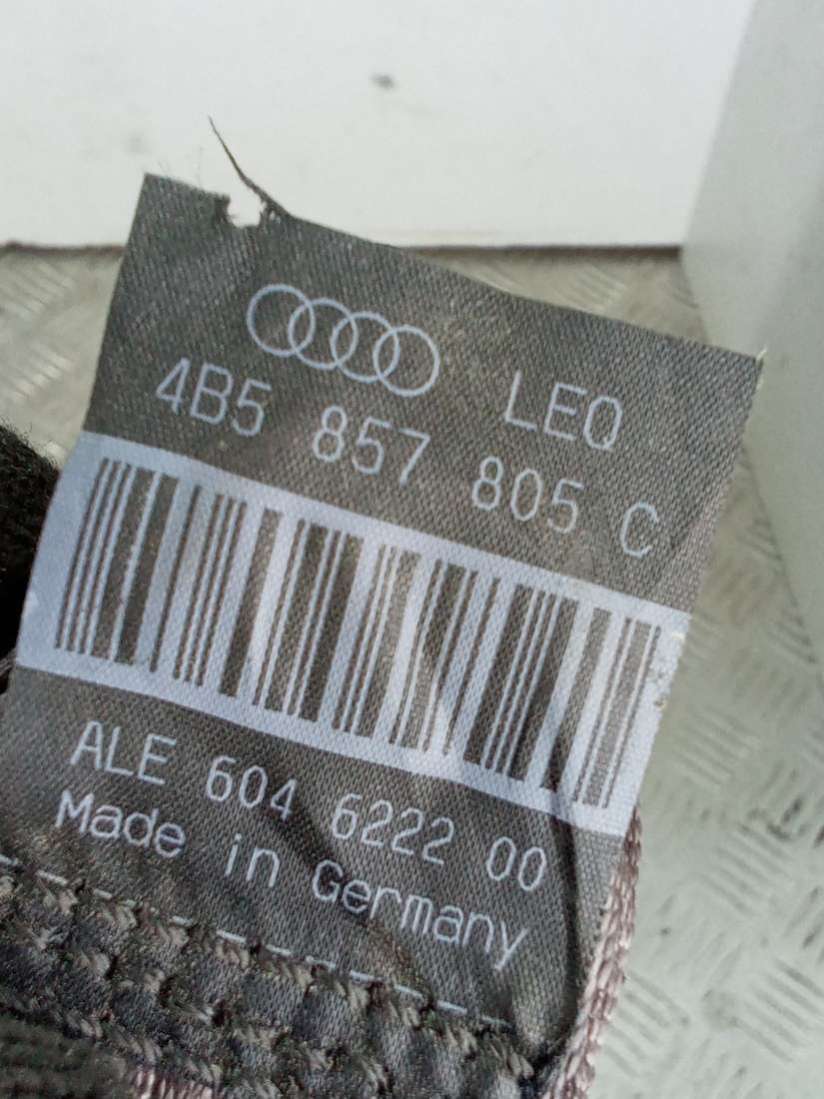 LEQ
4B5 857 805 C
ALE 604 6222 00
Made in Germany